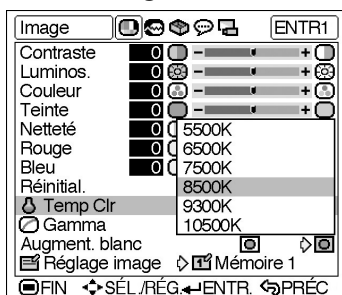 Image ENTR1
Contraste 0 - +
Luminos. 0 - +
Couleur 0 - +
Teinte 0 - +
Netteté 0 5500K
Rouge 0 6500K
Bleu 0 7500K
Réinitial. 8500K
Temp Clr 9300K
Gamma 10500K
Augment. blanc
Réglage image Mémoire 1
FIN SÉL./RÉG. ENTR. PRÉC